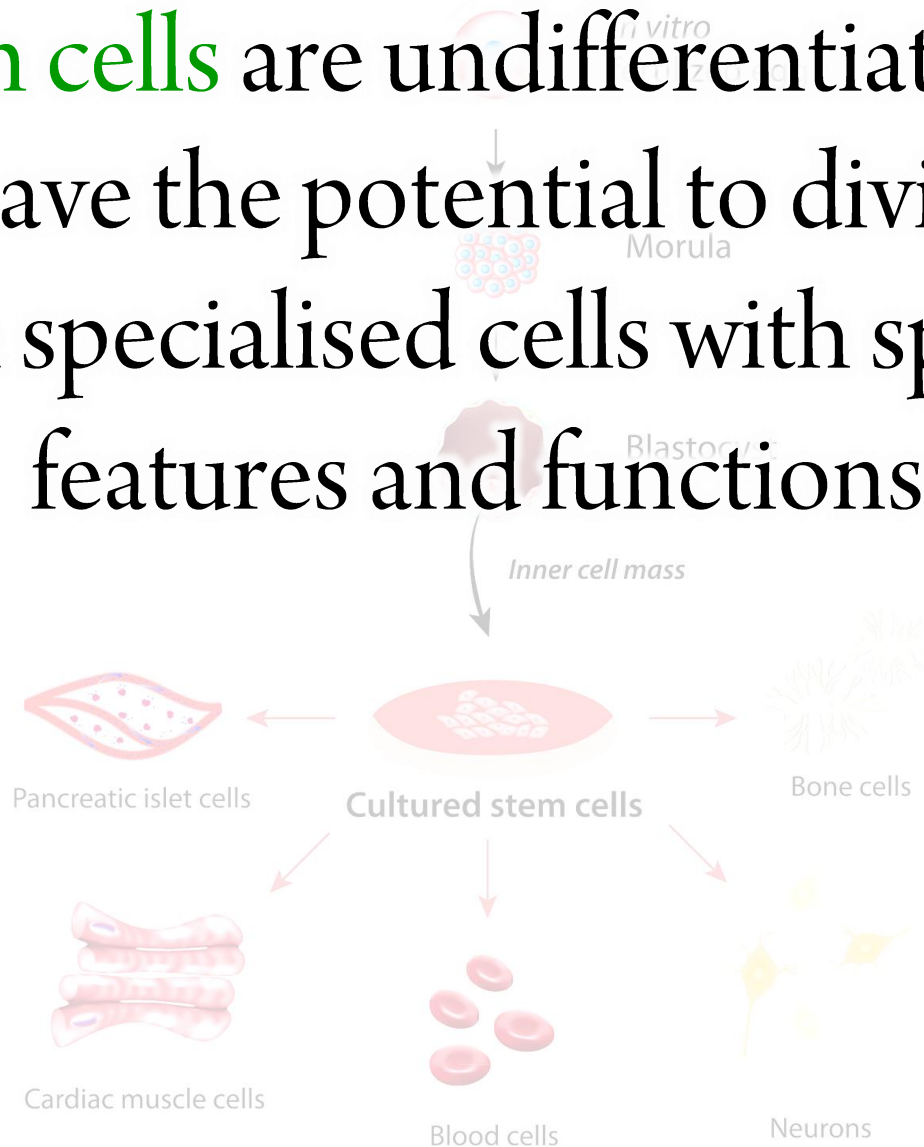 cells are undifferentiat
ave the potential to divi
specialised cells with sp
features and functions
vitro
Morula
Blastocyst
Inner cell mass
Pancreatic islet cells
Cultured stem cells
Bone cells
Cardiac muscle cells
Blood cells
Neurons